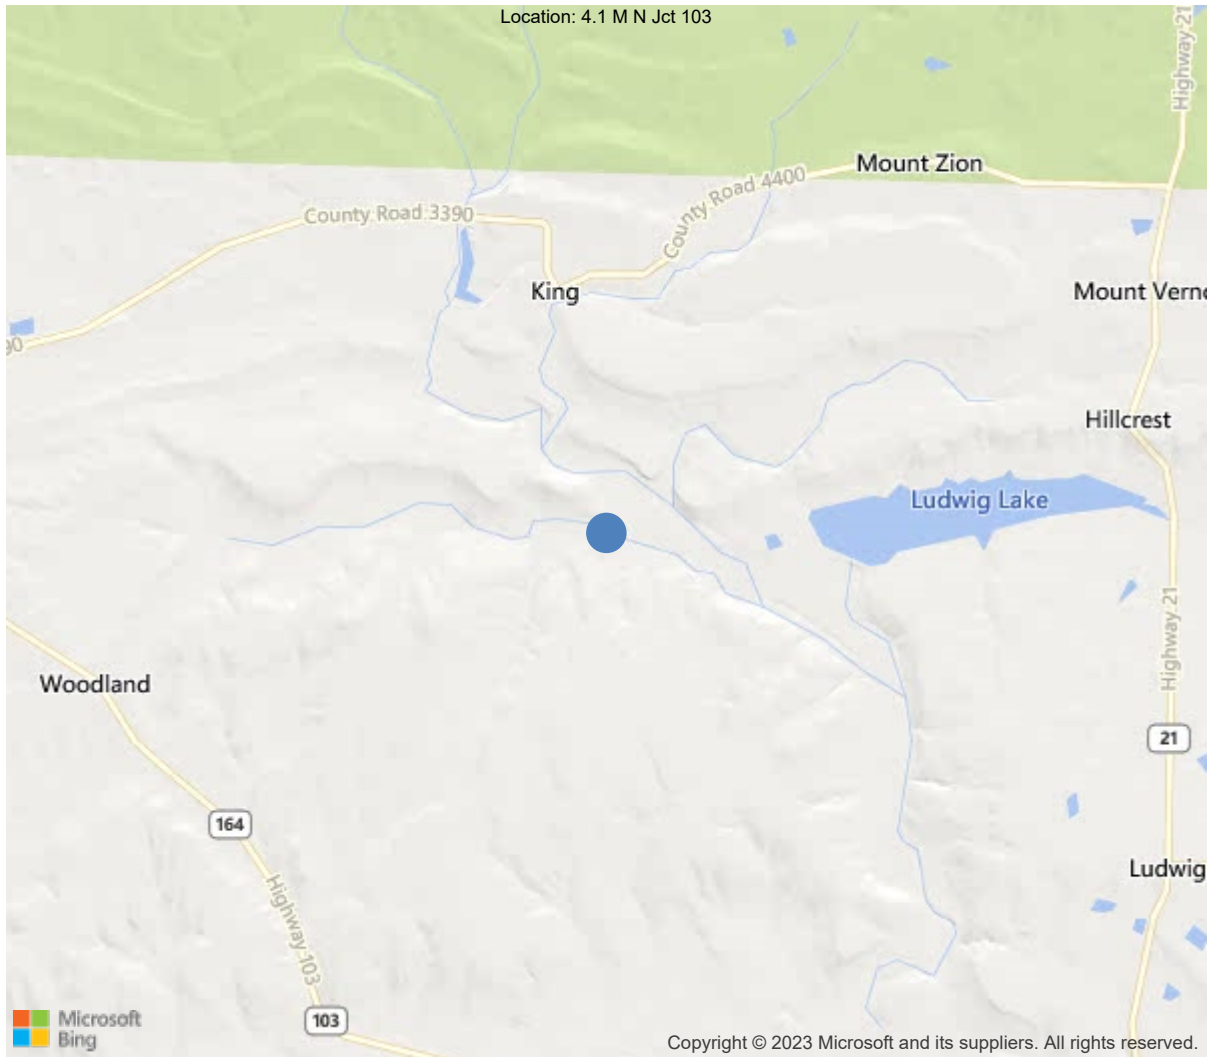 Location: 4.1 M N Jct 103
Highway 21
Mount Zion
County Road 4400
County Road 3390
King
Mount Verno
90
Hillcrest
Ludwig Lake
Highway 21
Woodland
21
164
Ludwig
Highway 103
103
Microsoft
Bing
Copyright © 2023 Microsoft and its suppliers. All rights reserved.